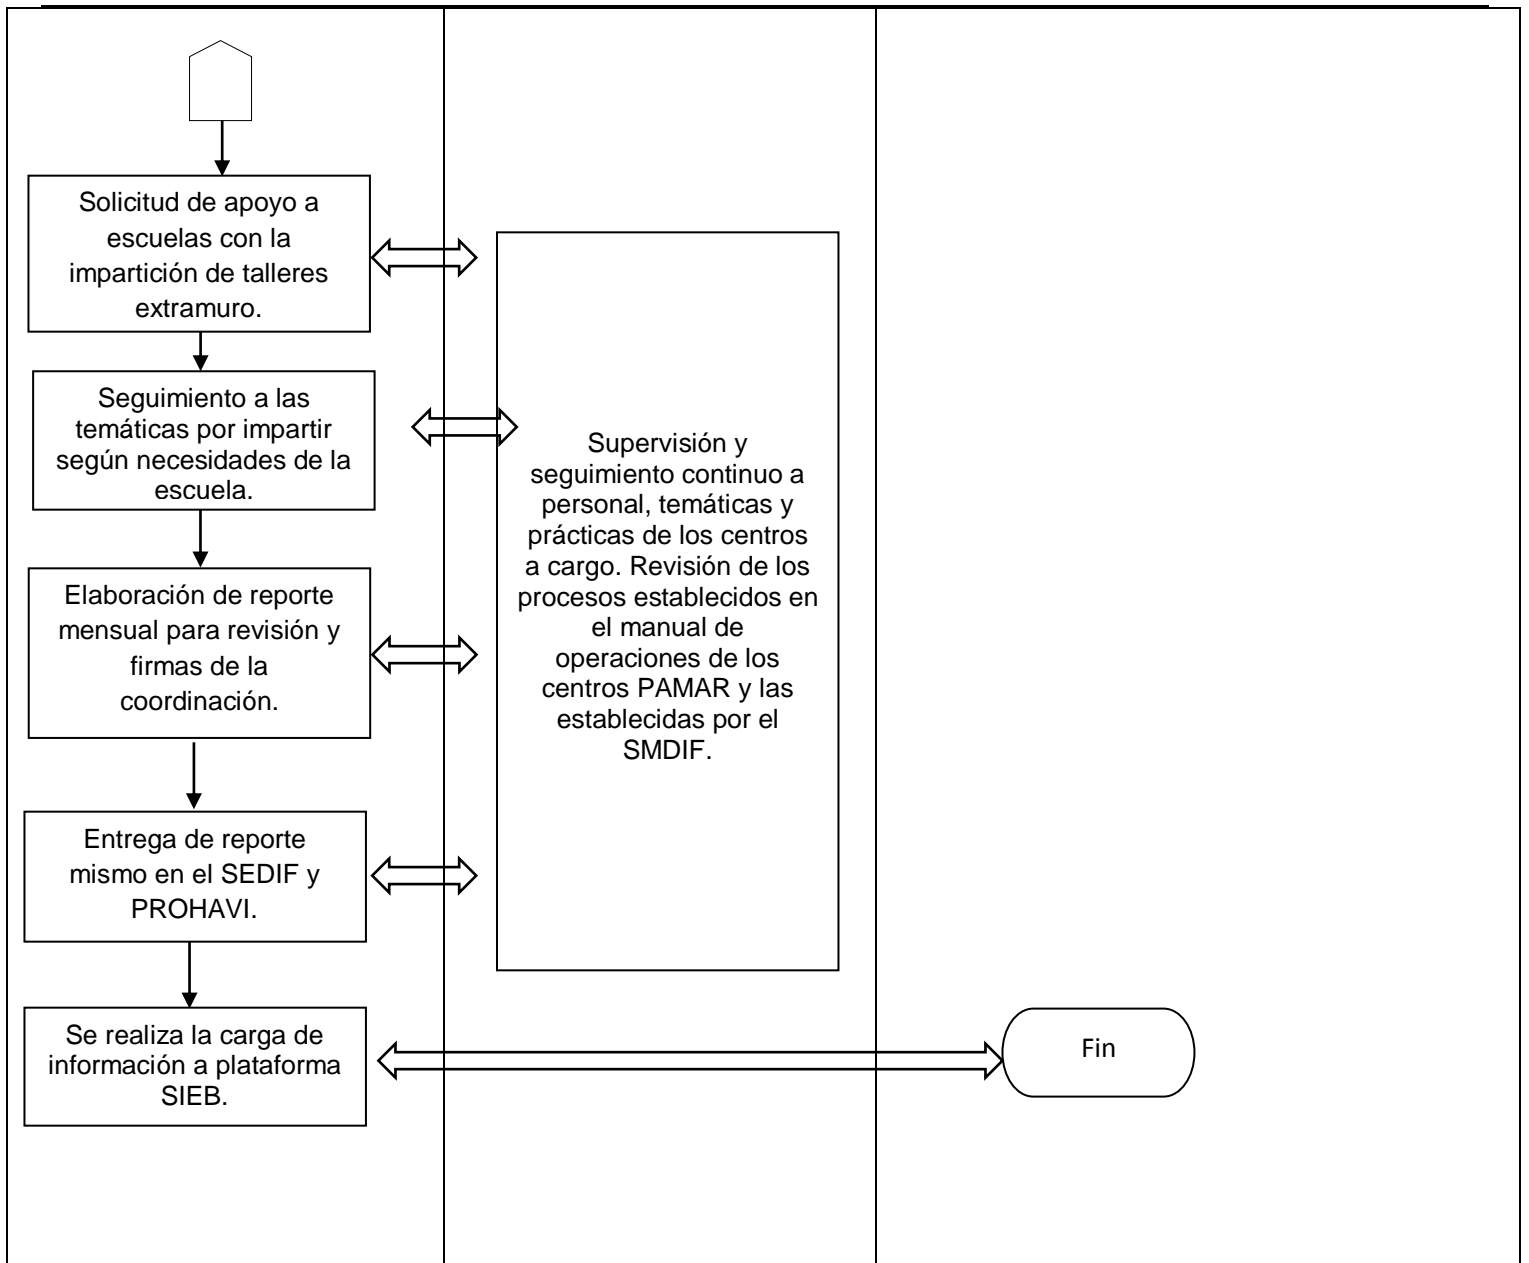 Solicitud de apoyo a
escuelas con la
impartición de talleres
extramuro.
Seguimiento a las
temáticas por impartir
según necesidades de la
escuela.
Elaboración de reporte
mensual para revisión y
firmas de la
coordinación.
Entrega de reporte
mismo en el SEDIF y
PROHAVI.
Se realiza la carga de
información a plataforma
SIEB.
Supervisión y
seguimiento continuo a
personal, temáticas y
prácticas de los centros
a cargo. Revisión de los
procesos establecidos en
el manual de
operaciones de los
centros PAMAR y las
establecidas por el
SMDIF.
Fin